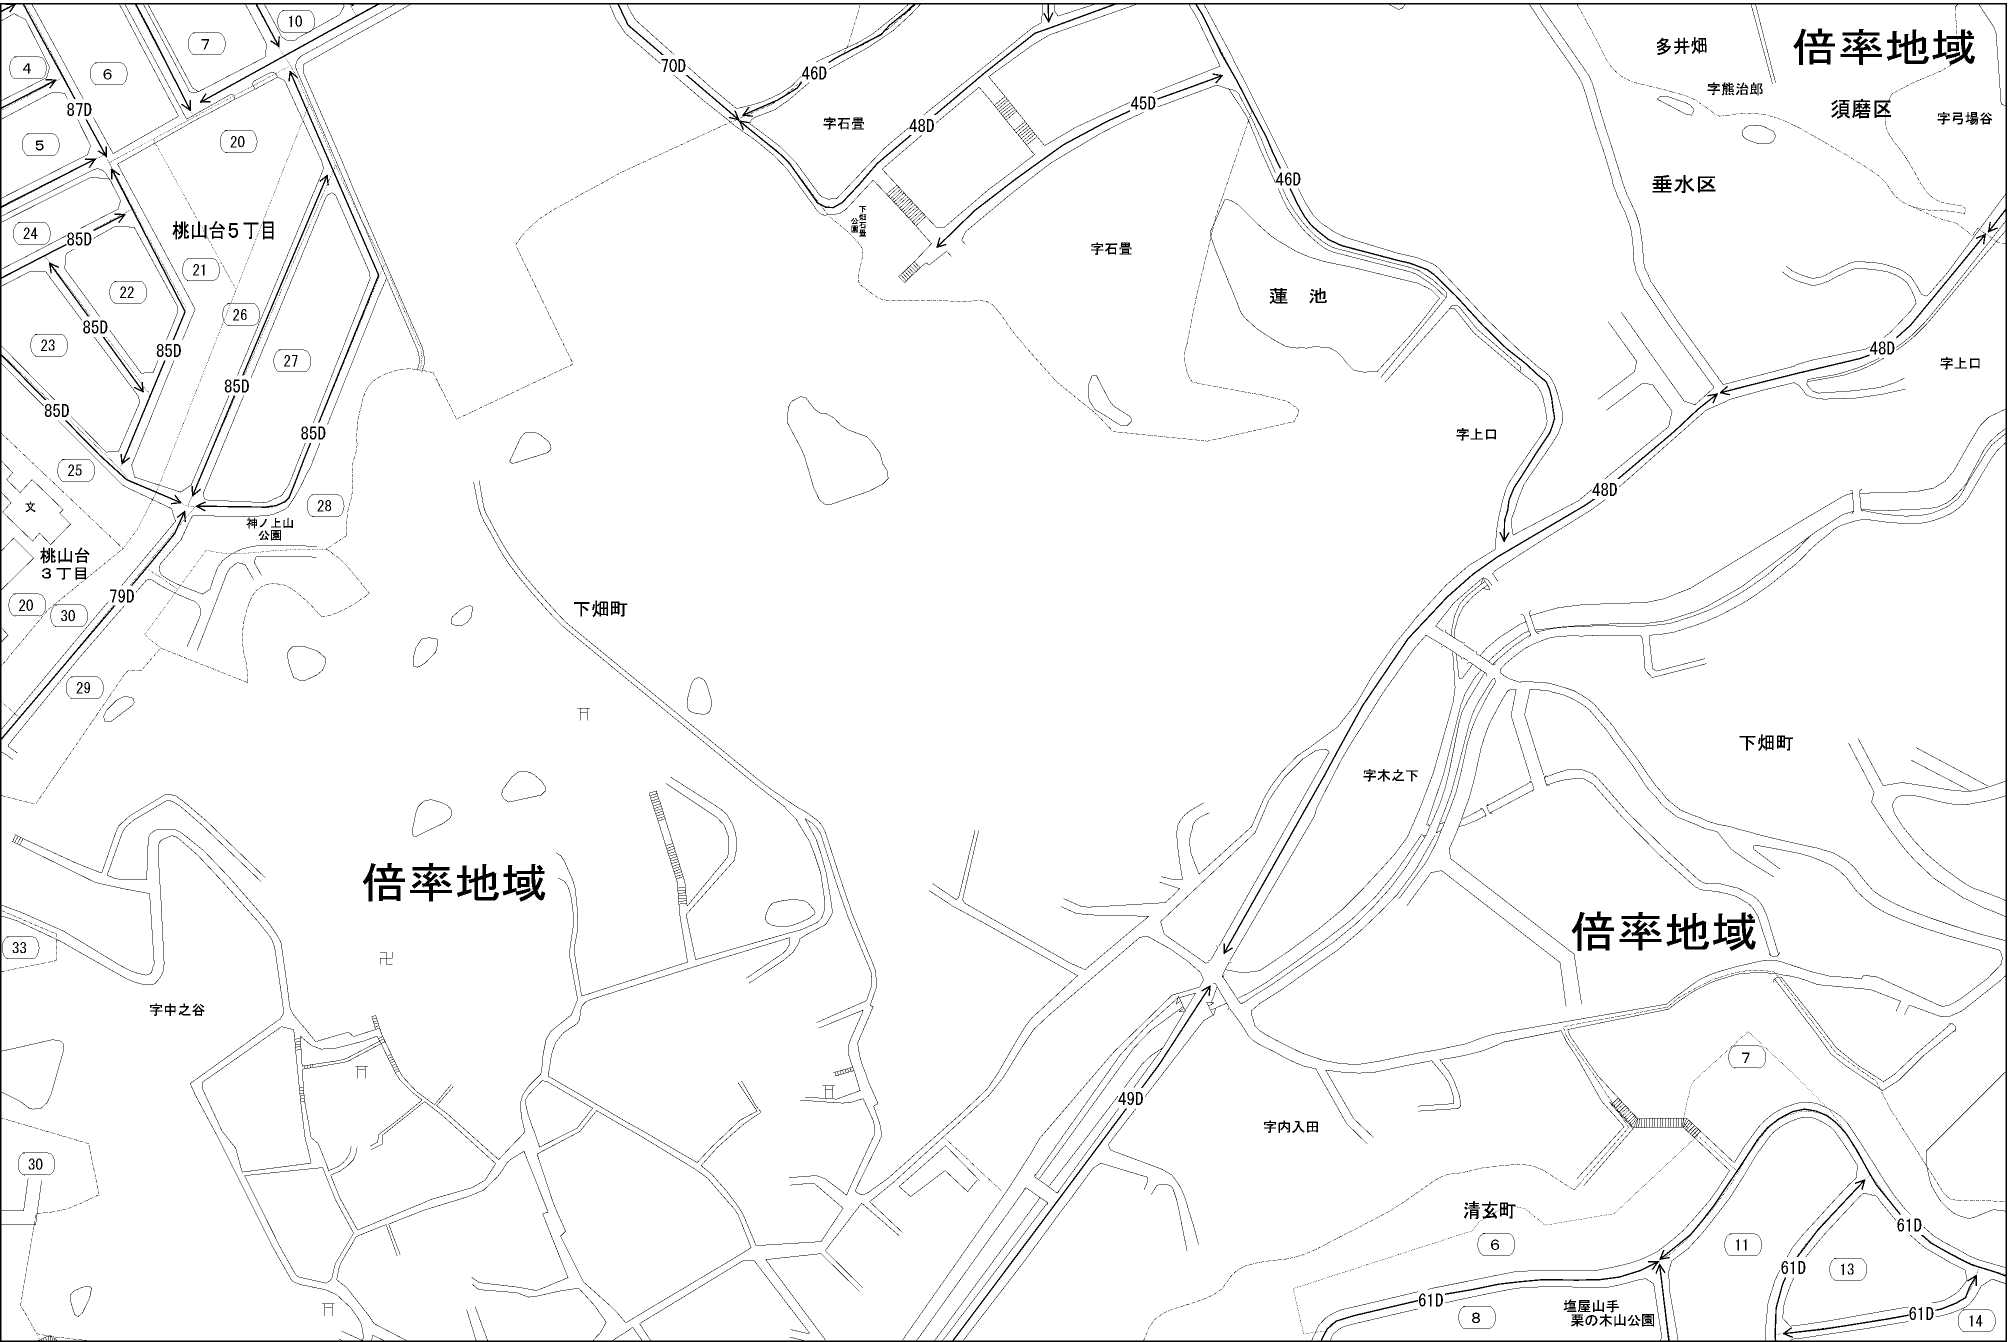 10
7
4
6
87D
5
20
70D
46D
字石畳
48D
45D
多井畑
倍率地域
字熊治郎
須磨区
字弓場谷
垂水区
46D
24
85D
桃山台5丁目
21
22
26
下畑石畳
公園
字石畳
蓮 池
23
85D
85D
27
85D
48D
字上口
85D
85D
字上口
25
文
28
神ノ上山
公園
48D
桃山台
3丁目
20
30
79D
下畑町
29
下畑町
字木之下
倍率地域
倍率地域
33
字中之谷
7
49D
字内入田
30
清玄町
6
11
61D
61D
13
61D
8
塩屋山手
栗の木山公園
61D
14